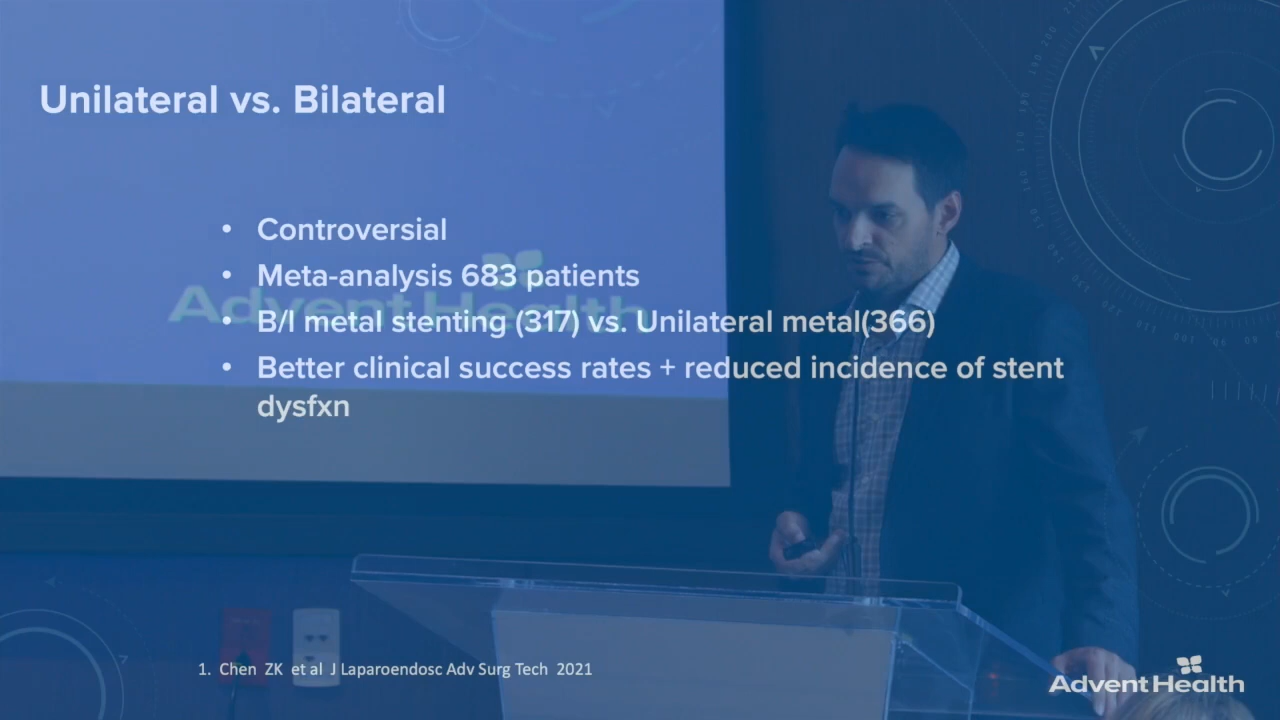 Unilateral vs. Bilateral
• Controversial
• Meta-analysis 683 patients
• B/l metal stenting (317) vs. Unilateral metal(366)
• Better clinical success rates + reduced incidence of stent
dysfxn
AdventHealth
1. Chen ZK et al J Laparoendosc Adv Surg Tech 2021
AdventHealth